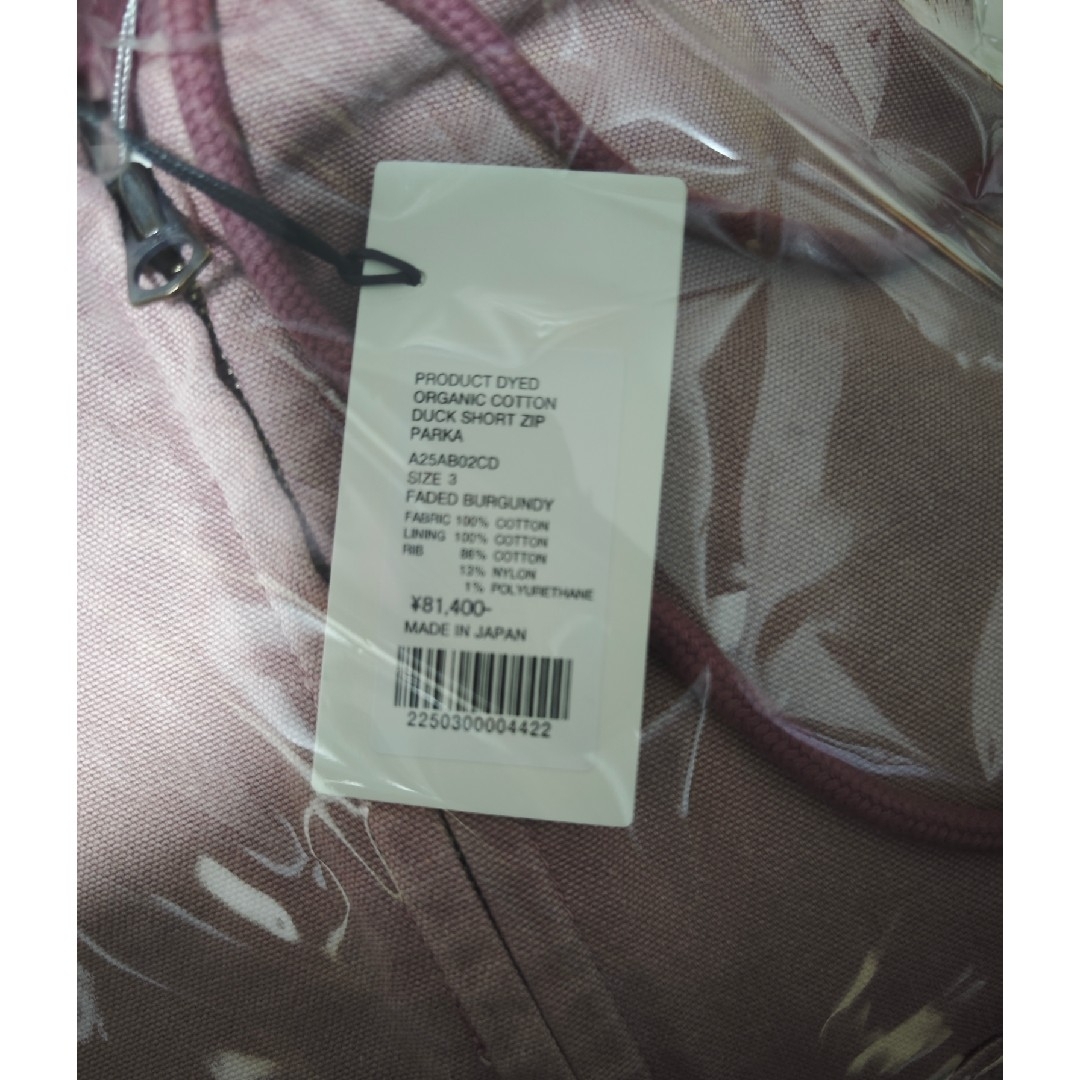 PRODUCT DYED
ORGANIC COTTON
DUCK SHORT ZIP
PARKA
A25AB02CD
SIZE 3
FADED BURGUNDY
FABRIC 100% COTTON
LINING 100% COTTON
RIB 86% COTTON
13% NYLON
1% POLYURETHANE
¥81,400-
MADE IN JAPAN
2250300004422